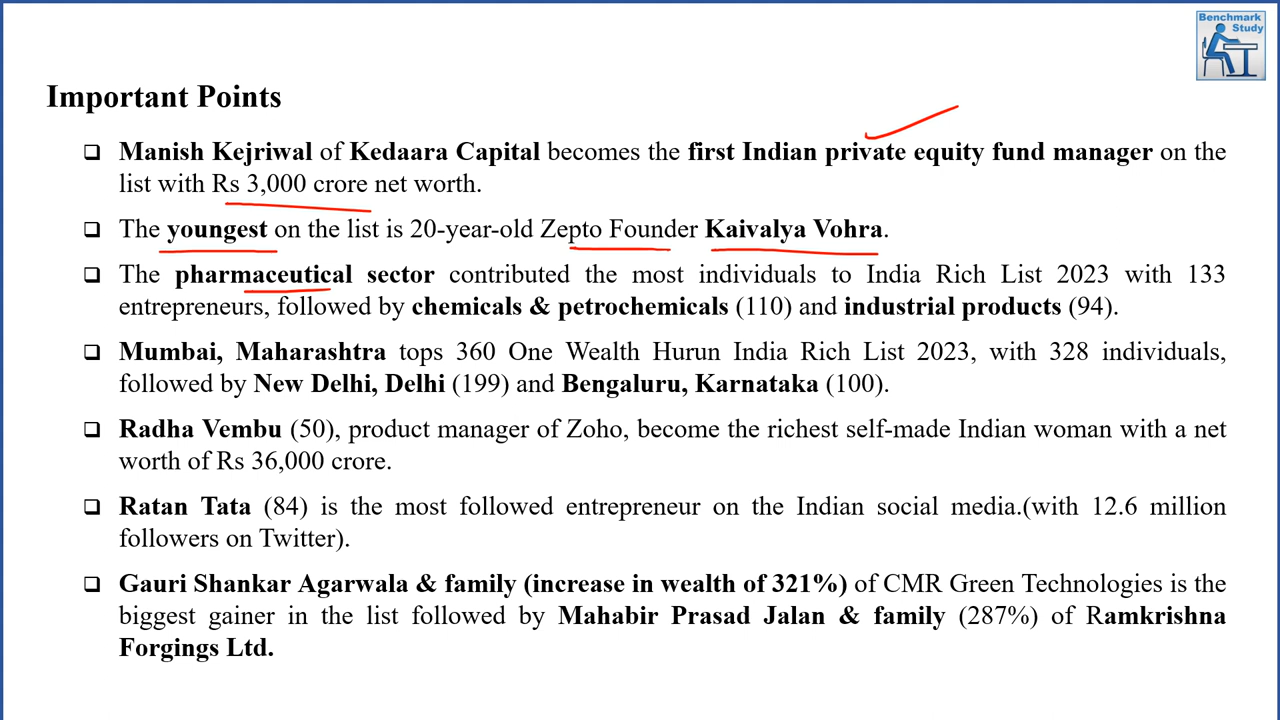 Benchmark
Study
Important Points
❑ Manish Kejriwal of Kedaara Capital becomes the first Indian private equity fund manager on the
list with Rs 3,000 crore net worth.
❑ The youngest on the list is 20-year-old Zepto Founder Kaivalya Vohra.
❑ The pharmaceutical sector contributed the most individuals to India Rich List 2023 with 133
entrepreneurs, followed by chemicals & petrochemicals (110) and industrial products (94).
❑ Mumbai, Maharashtra tops 360 One Wealth Hurun India Rich List 2023, with 328 individuals,
followed by New Delhi, Delhi (199) and Bengaluru, Karnataka (100).
❑ Radha Vembu (50), product manager of Zoho, become the richest self-made Indian woman with a net
worth of Rs 36,000 crore.
❑ Ratan Tata (84) is the most followed entrepreneur on the Indian social media.(with 12.6 million
followers on Twitter).
❑ Gauri Shankar Agarwala & family (increase in wealth of 321%) of CMR Green Technologies is the
biggest gainer in the list followed by Mahabir Prasad Jalan & family (287%) of Ramkrishna
Forgings Ltd.